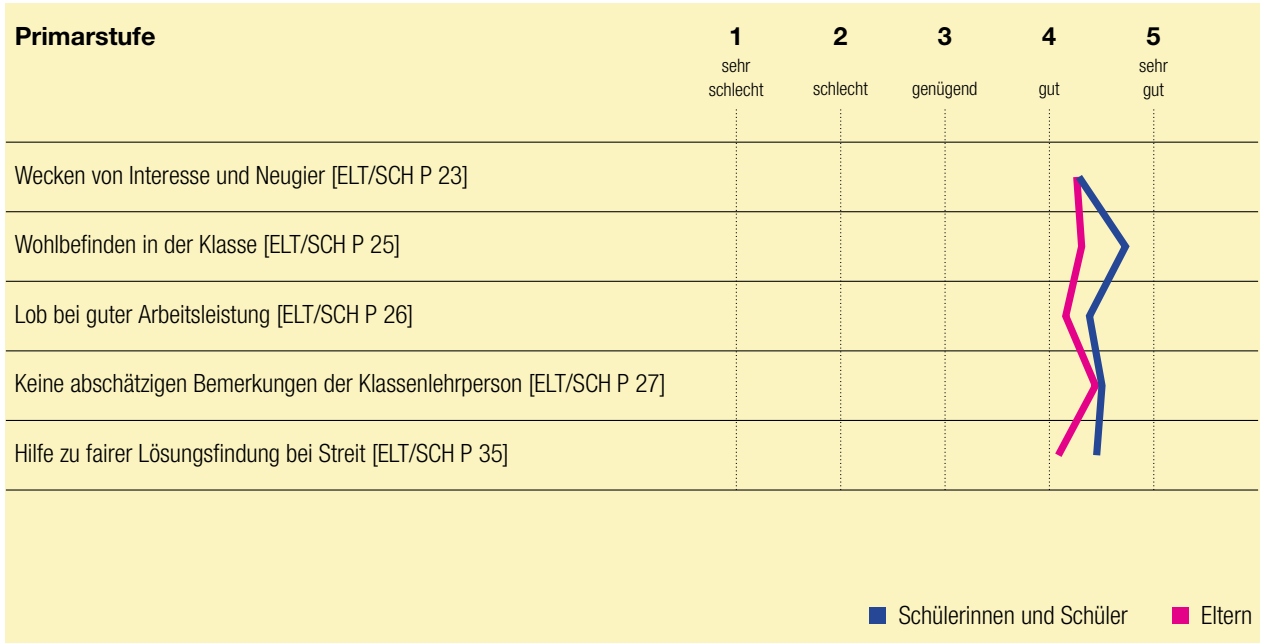 Primarstufe
1 2 3 4 5
sehr schlecht schlecht genügend gut sehr gut
Wecken von Interesse und Neugier [ELT/SCH P 23]
Wohlbefinden in der Klasse [ELT/SCH P 25]
Lob bei guter Arbeitsleistung [ELT/SCH P 26]
Keine abschätzigen Bemerkungen der Klassenlehrperson [ELT/SCH P 27]
Hilfe zu fairer Lösungsfindung bei Streit [ELT/SCH P 35]
Schülerinnen und Schüler Eltern